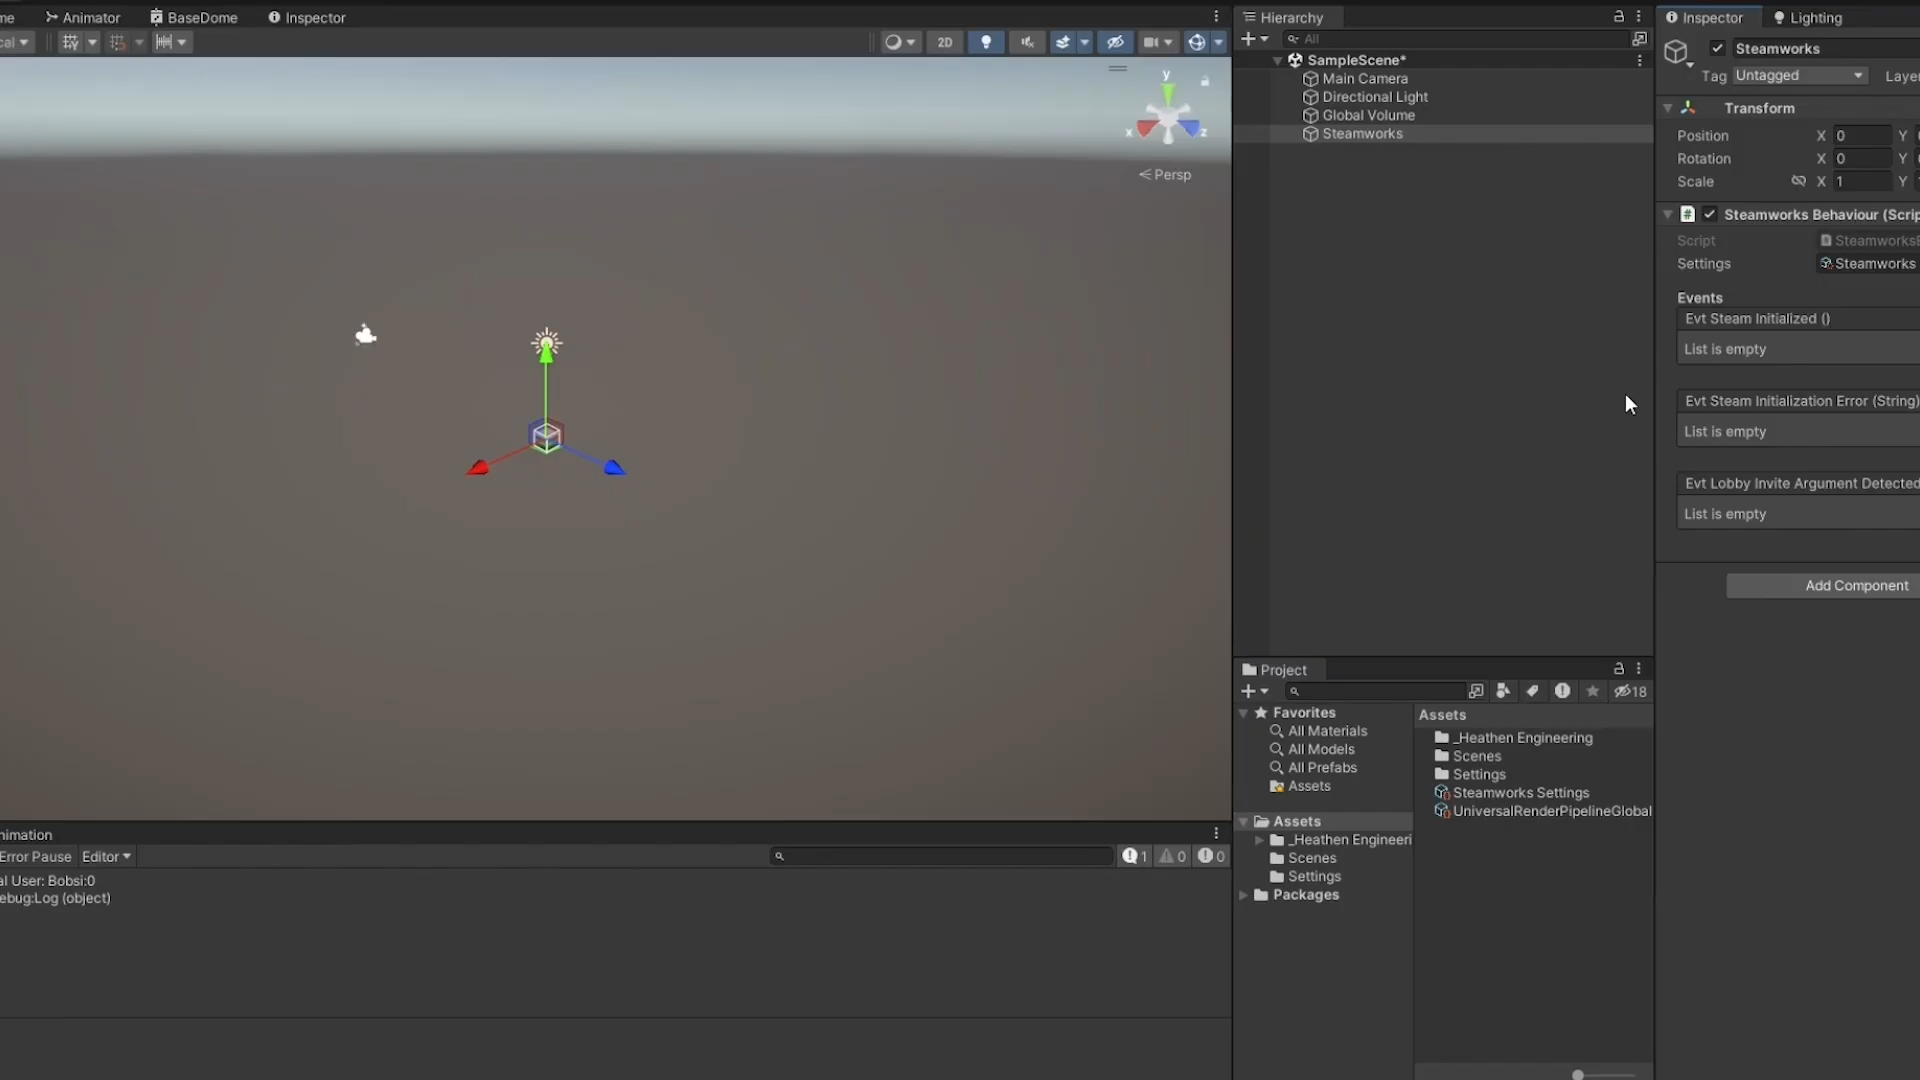 me
Animator
BaseDome
Inspector
cal
2D
y
x
z
Persp
nimation
Error Pause
Editor
1
0
0
al User: Bobsi:0
ebug:Log (object)
Hierarchy
All
SampleScene*
Main Camera
Directional Light
Global Volume
Steamworks
Project
18
Favorites
All Materials
All Models
All Prefabs
Assets
Assets
_Heathen Engineeri
Scenes
Settings
Packages
Assets
_Heathen Engineering
Scenes
Settings
Steamworks Settings
UniversalRenderPipelineGlobal
Inspector
Lighting
Steamworks
Tag Untagged Layer
Transform
Position X 0 Y
Rotation X 0 Y
Scale X 1 Y
# Steamworks Behaviour (Scrip
Script SteamworksB
Settings Steamworks
Events
Evt Steam Initialized ()
List is empty
Evt Steam Initialization Error (String)
List is empty
Evt Lobby Invite Argument Detected
List is empty
Add Component